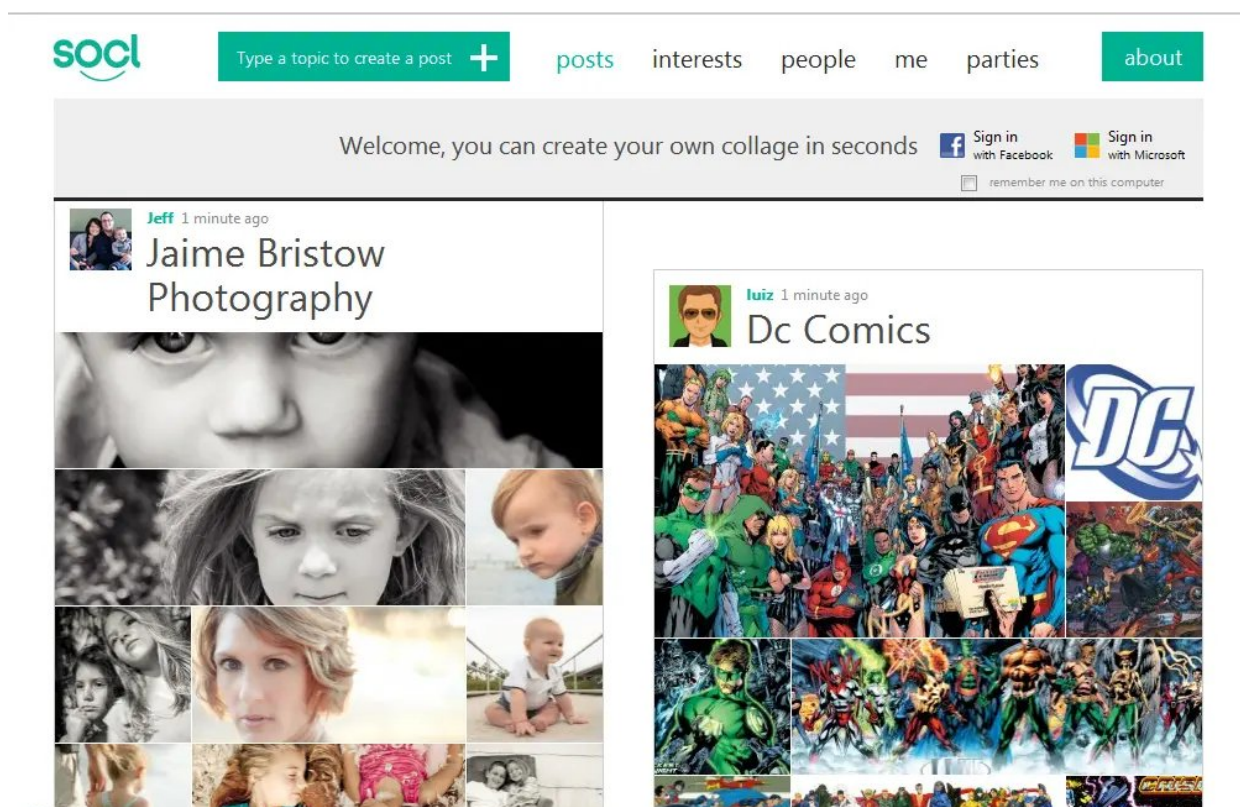 socl
Type a topic to create a post
posts
interests
people
me
parties
about
Welcome, you can create your own collage in seconds
Sign in
with Facebook
Sign in
with Microsoft
remember me on this computer
Jeff 1 minute ago
Jaime Bristow
Photography
luiz 1 minute ago
Dc Comics
DC